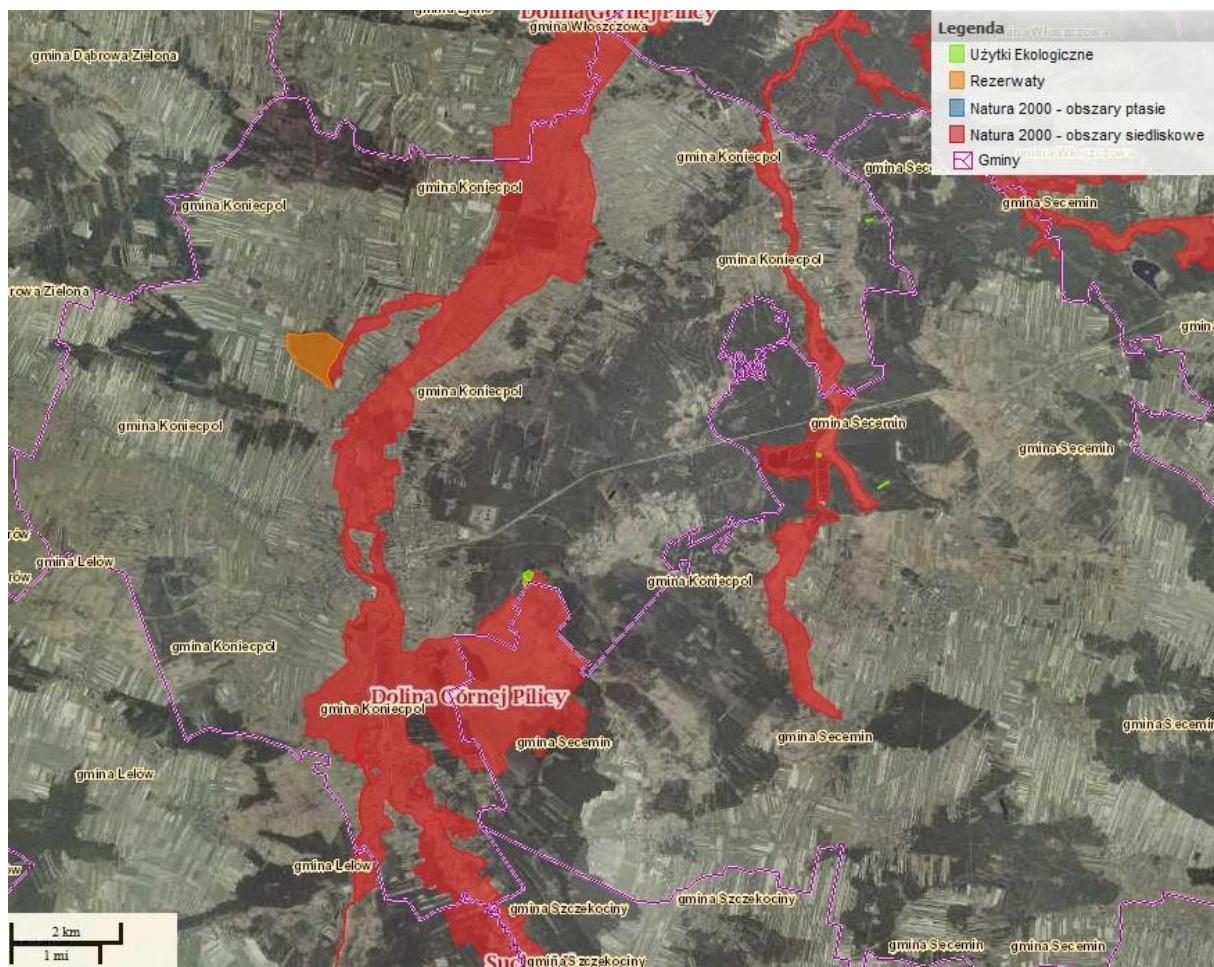 Dolina Górnej Pilicy
gmina Włoszczowa
gmina Dąbrowa Zielona
Legenda
Użytki Ekologiczne
Rezerwaty
Natura 2000 - obszary ptasie
Natura 2000 - obszary siedliskowe
Gminy
gmina Koniecpol
gmina Koniecpol
gmina Koniecpol
gmina Secemin
gmina Koniecpol
rowa Zielona
gmina Koniecpol
gmina Koniecpol
gmina Secemin
gmina Secemin
gmina Lelów
gmina Koniecpol
gmina Koniecpol
Dolina Górnej Pilicy
gmina Koniecpol
gmina Secemin
gmina Secemin
gmina Secemin
gmina Lelów
gmina Lelów
gmina Szczekociny
gmina Szczekociny
gmina Secemin
gmina Secemin
gmina Szczekociny
2 km
1 mi